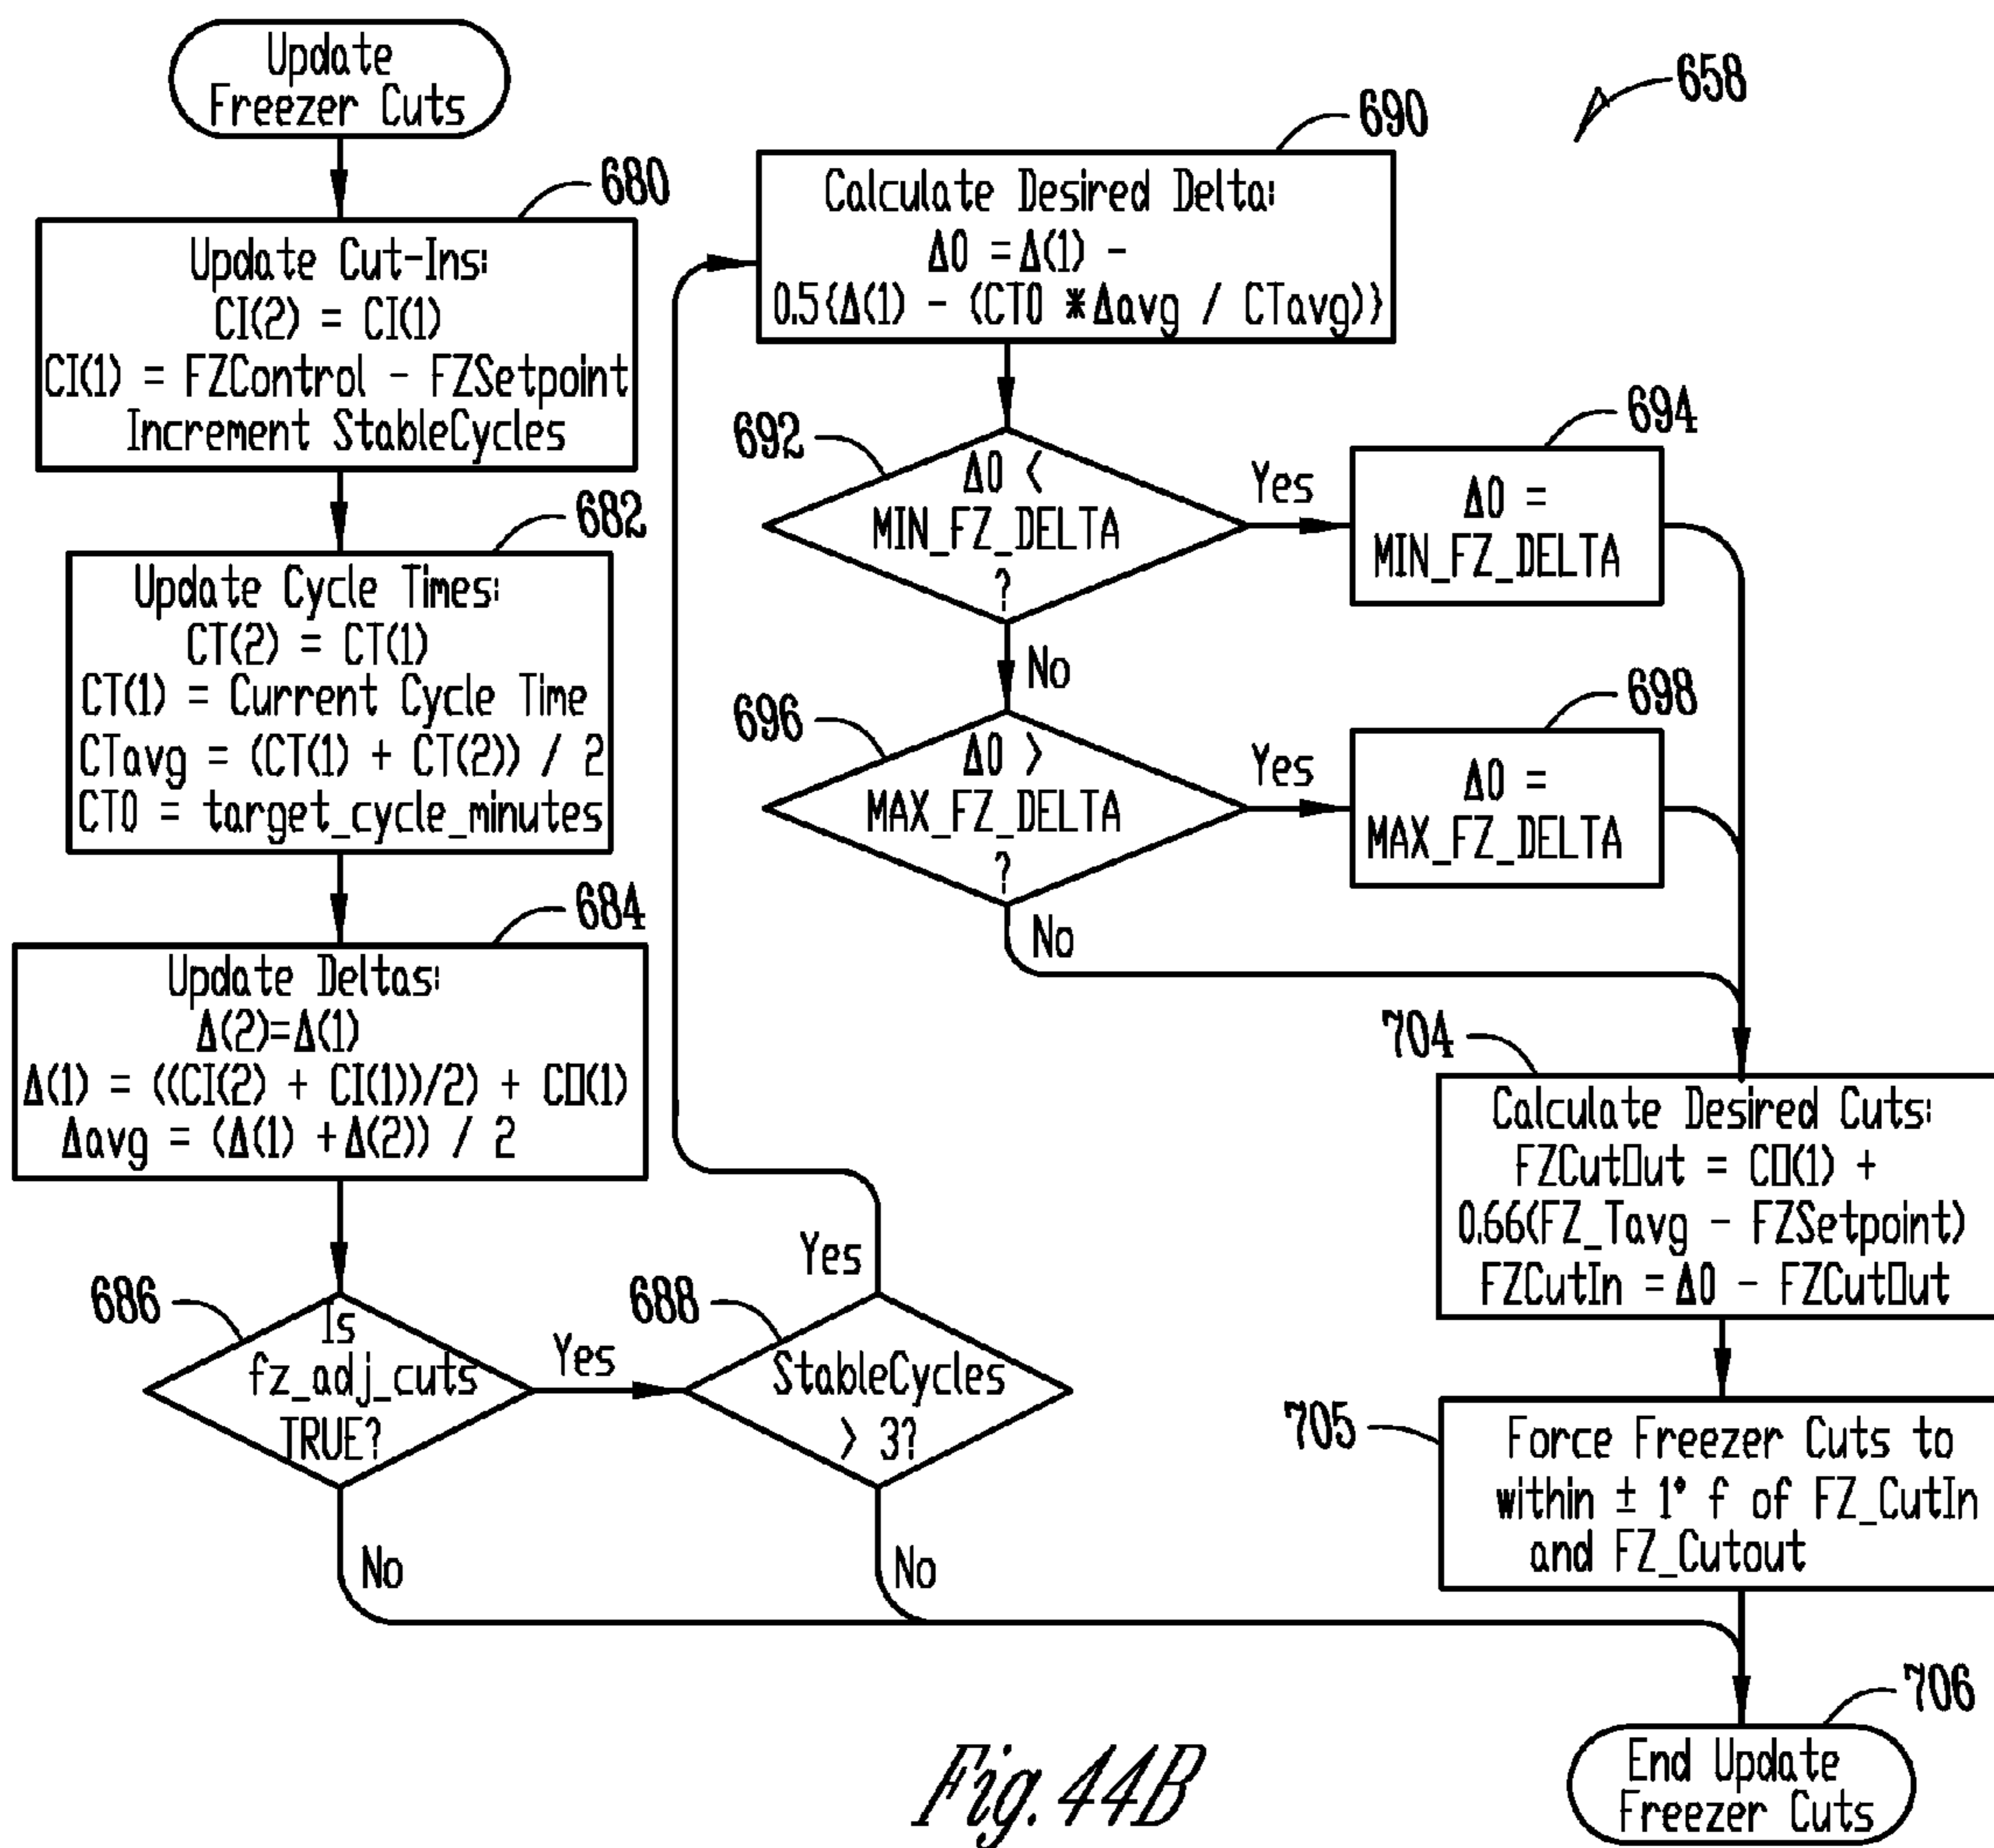 Update
Freezer Cuts
680
Update Cut-Ins:
CI(2) = CI(1)
CI(1) = FZControl - FZSetpoint
Increment StableCycles
682
Update Cycle Times:
CT(2) = CT(1)
CT(1) = Current Cycle Time
CTavg = (CT(1) + CT(2)) / 2
CT0 = target_cycle_minutes
684
Update Deltas:
Δ(2)=Δ(1)
Δ(1) = ((CI(2) + CI(1))/2) + CO(1)
Δavg = (Δ(1) +Δ(2)) / 2
686
Is
fz_adj_cuts
TRUE?
Yes
No
688
StableCycles
> 3?
Yes
No
658
690
Calculate Desired Delta:
Δ0 =Δ(1) -
0.5{Δ(1) - (CT0 *Δavg / CTavg)}
692
Δ0 <
MIN_FZ_DELTA
?
Yes
No
694
Δ0 =
MIN_FZ_DELTA
696
Δ0 >
MAX_FZ_DELTA
?
Yes
No
698
Δ0 =
MAX_FZ_DELTA
704
Calculate Desired Cuts:
FZCutOut = CO(1) +
0.66(FZ_Tavg - FZSetpoint)
FZCutIn = Δ0 - FZCutOut
705
Force Freezer Cuts to
within ± 1° f of FZ_CutIn
and FZ_Cutout
706
End Update
Freezer Cuts
Fig. 44B